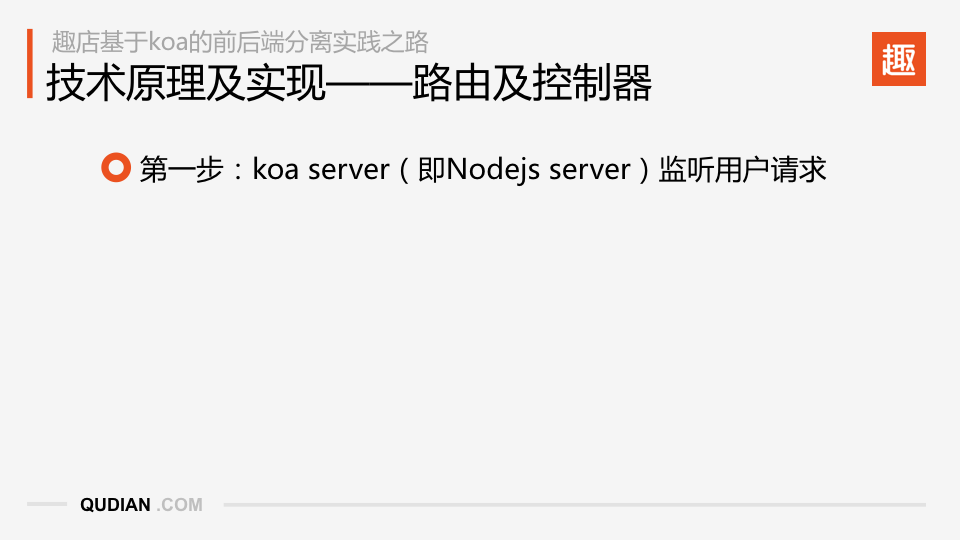 趣店基于koa的前后端分离实践之路
技术原理及实现——路由及控制器
趣
第一步：koa server（即Nodejs server）监听用户请求
QUDIAN .COM